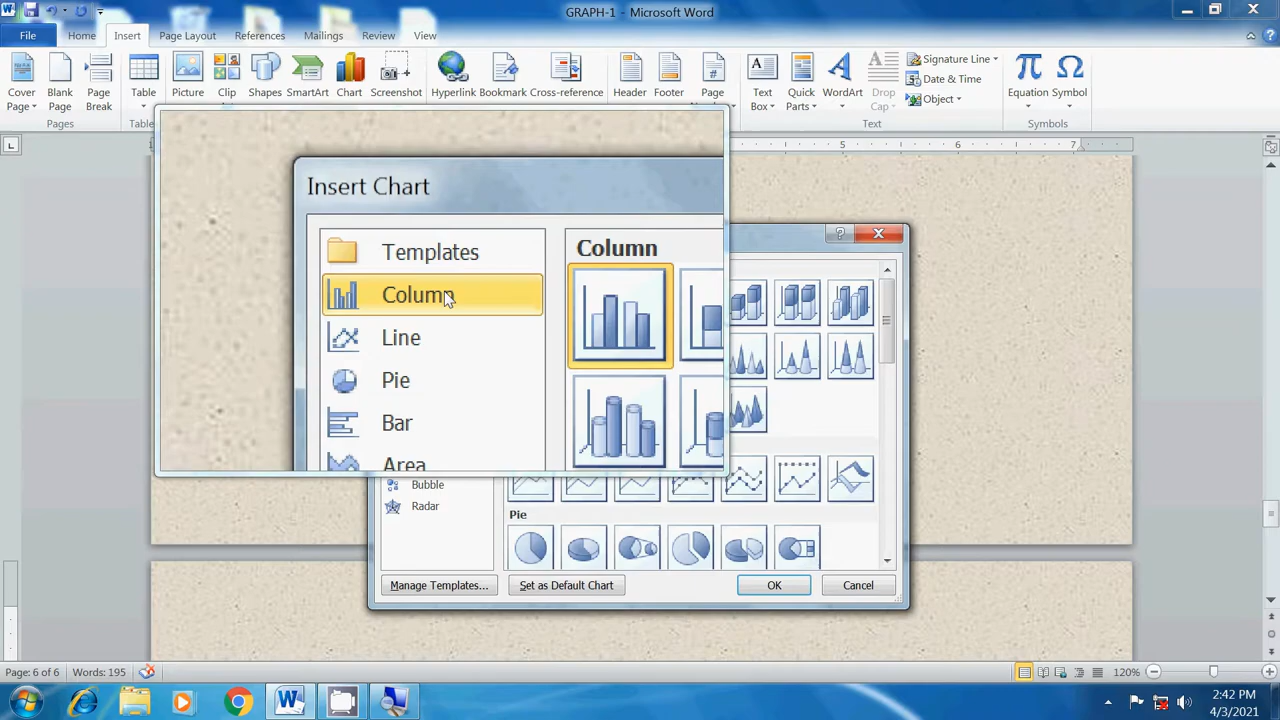 GRAPH-1 - Microsoft Word
File Home Insert Page Layout References Mailings Review View
Cover Page
Blank Page
Page Break
Table
Picture
Clip
Shapes
SmartArt
Chart
Screenshot
Hyperlink
Bookmark
Cross-reference
Header
Footer
Page
Text Box
Quick Parts
WordArt
Drop Cap
Signature Line
Date & Time
Object
Equation
Symbol
Pages
Text
Symbols
5 6 7
Insert Chart
Templates
Column
Line
Pie
Bar
Area
Column
Bubble
Radar
Pie
Manage Templates...
Set as Default Chart
OK
Cancel
Page: 6 of 6
Words: 195
120%
2:42 PM
4/3/2021